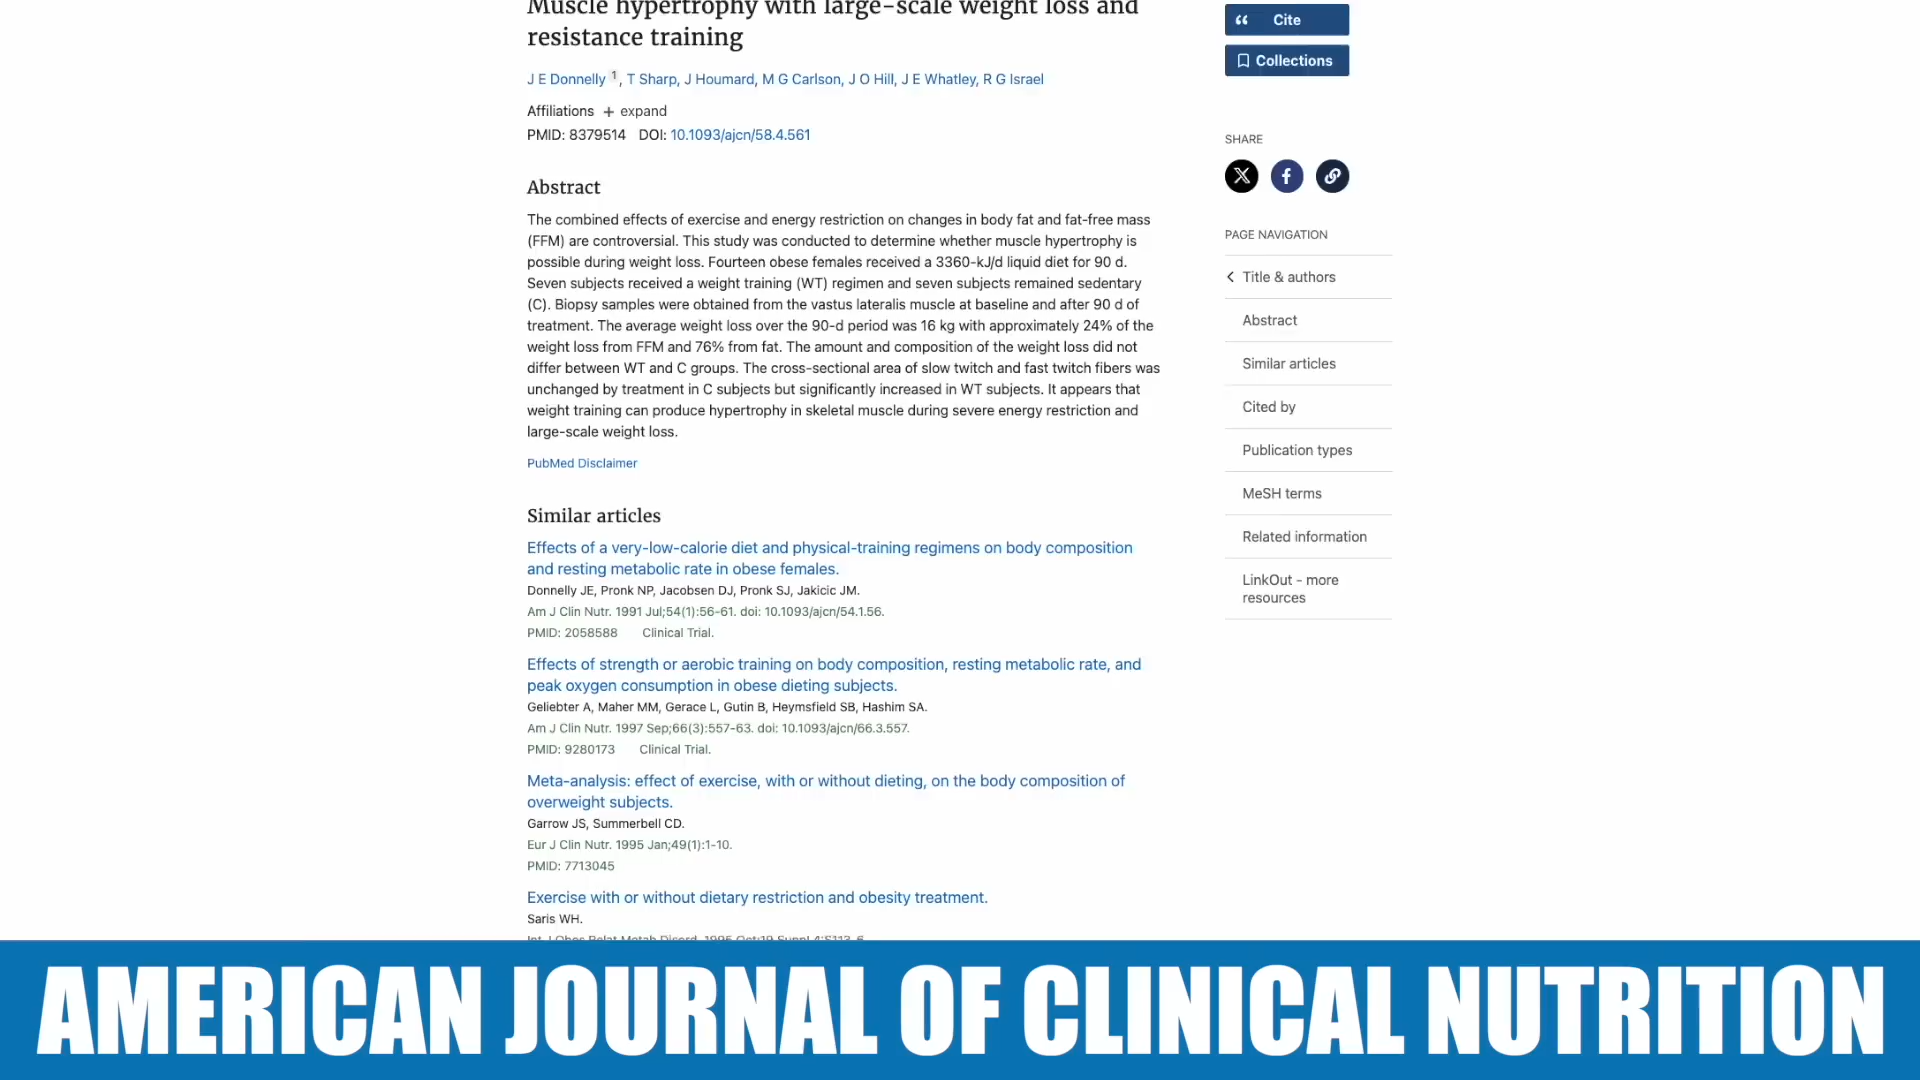 Muscle hypertrophy with large-scale weight loss and
resistance training
J E Donnelly 1, T Sharp, J Houmard, M G Carlson, J O Hill, J E Whatley, R G Israel
Affiliations + expand
PMID: 8379514 DOI: 10.1093/ajcn/58.4.561
Abstract
The combined effects of exercise and energy restriction on changes in body fat and fat-free mass
(FFM) are controversial. This study was conducted to determine whether muscle hypertrophy is
possible during weight loss. Fourteen obese females received a 3360-kJ/d liquid diet for 90 d.
Seven subjects received a weight training (WT) regimen and seven subjects remained sedentary
(C). Biopsy samples were obtained from the vastus lateralis muscle at baseline and after 90 d of
treatment. The average weight loss over the 90-d period was 16 kg with approximately 24% of the
weight loss from FFM and 76% from fat. The amount and composition of the weight loss did not
differ between WT and C groups. The cross-sectional area of slow twitch and fast twitch fibers was
unchanged by treatment in C subjects but significantly increased in WT subjects. It appears that
weight training can produce hypertrophy in skeletal muscle during severe energy restriction and
large-scale weight loss.
PubMed Disclaimer
Similar articles
Effects of a very-low-calorie diet and physical-training regimens on body composition
and resting metabolic rate in obese females.
Donnelly JE, Pronk NP, Jacobsen DJ, Pronk SJ, Jakicic JM.
Am J Clin Nutr. 1991 Jul;54(1):56-61. doi: 10.1093/ajcn/54.1.56.
PMID: 2058588 Clinical Trial.
Effects of strength or aerobic training on body composition, resting metabolic rate, and
peak oxygen consumption in obese dieting subjects.
Geliebter A, Maher MM, Gerace L, Gutin B, Heymsfield SB, Hashim SA.
Am J Clin Nutr. 1997 Sep;66(3):557-63. doi: 10.1093/ajcn/66.3.557.
PMID: 9280173 Clinical Trial.
Meta-analysis: effect of exercise, with or without dieting, on the body composition of
overweight subjects.
Garrow JS, Summerbell CD.
Eur J Clin Nutr. 1995 Jan;49(1):1-10.
PMID: 7713045
Exercise with or without dietary restriction and obesity treatment.
Saris WH.
Int J Obes Relat Metab Disord. 1995 Oct;19 Suppl 4:S113-6.
Cite
Collections
SHARE
PAGE NAVIGATION
Title & authors
Abstract
Similar articles
Cited by
Publication types
MeSH terms
Related information
LinkOut - more
resources
AMERICAN JOURNAL OF CLINICAL NUTRITION